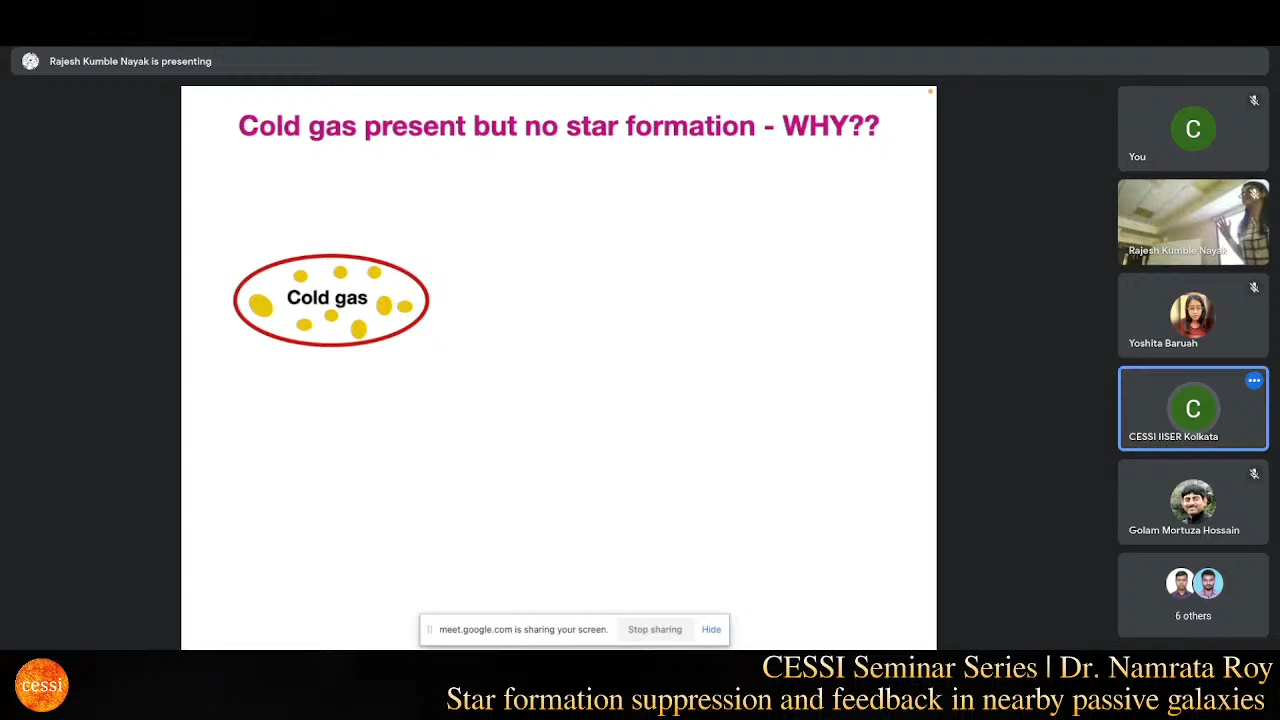 Rajesh Kumble Nayak is presenting
Cold gas present but no star formation - WHY??
Cold gas
C
You
Rajesh Kumble Nayak
Yoshita Baruah
C
CESSI IISER Kolkata
Golam Mortuza Hossain
6 others
meet.google.com is sharing your screen.
Stop sharing
Hide
cessi
CESSI Seminar Series | Dr. Namrata Roy
Star formation suppression and feedback in nearby passive galaxies